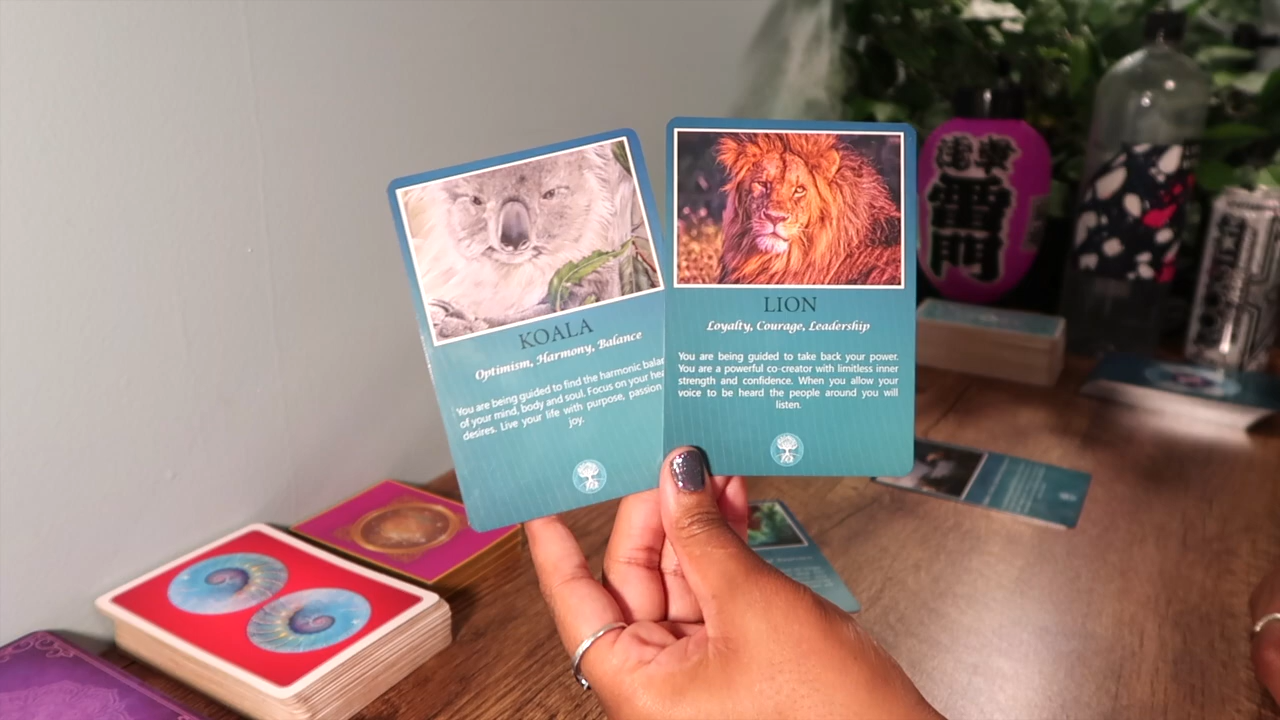 KOALA
Optimism, Harmony, Balance
You are being guided to find the harmonic
of your mind, body and soul. Focus on your
desires. Live your life with purpose, passion
joy.
LION
Loyalty, Courage, Leadership
You are being guided to take back your power.
You are a powerful co-creator with limitless inner
strength and confidence. When you allow your
voice to be heard the people around you will
listen.
雷
門